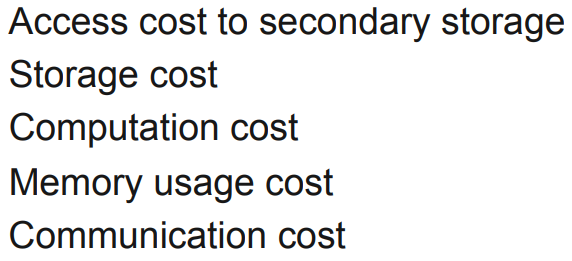 Access cost to secondary storage
Storage cost
Computation cost
Memory usage cost
Communication cost